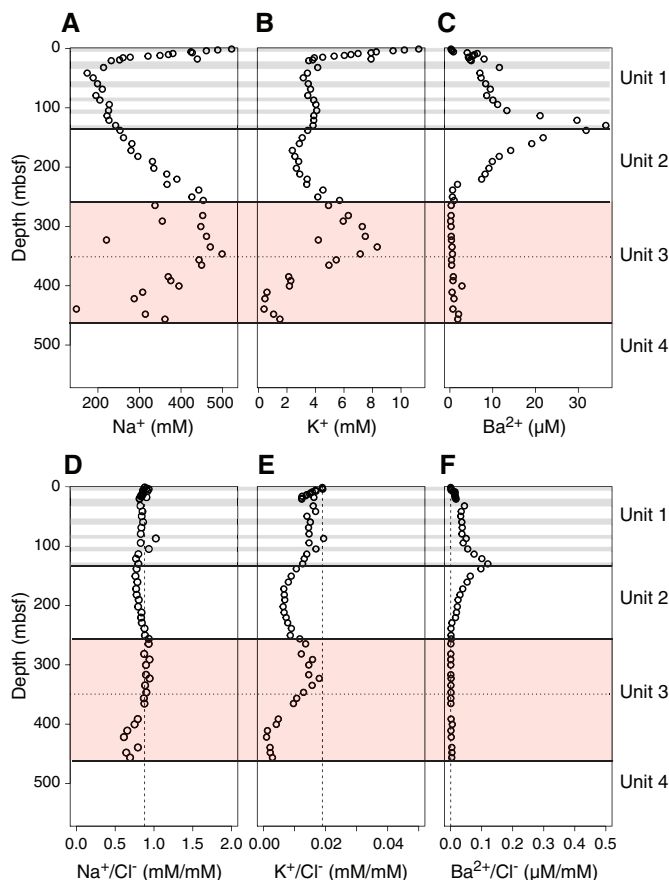 A B C
0
100
200
300
400
500
Depth (mbsf)
Unit 1
Unit 2
Unit 3
Unit 4
200 300 400 500
Na⁺ (mM)
0 2 4 6 8 10
K⁺ (mM)
0 10 20 30
Ba²⁺ (µM)
D E F
0
100
200
300
400
500
Depth (mbsf)
Unit 1
Unit 2
Unit 3
Unit 4
0.0 0.5 1.0 1.5 2.0
Na⁺/Cl⁻ (mM/mM)
0.00 0.02 0.04
K⁺/Cl⁻ (mM/mM)
0.0 0.1 0.2 0.3 0.4 0.5
Ba²⁺/Cl⁻ (µM/mM)